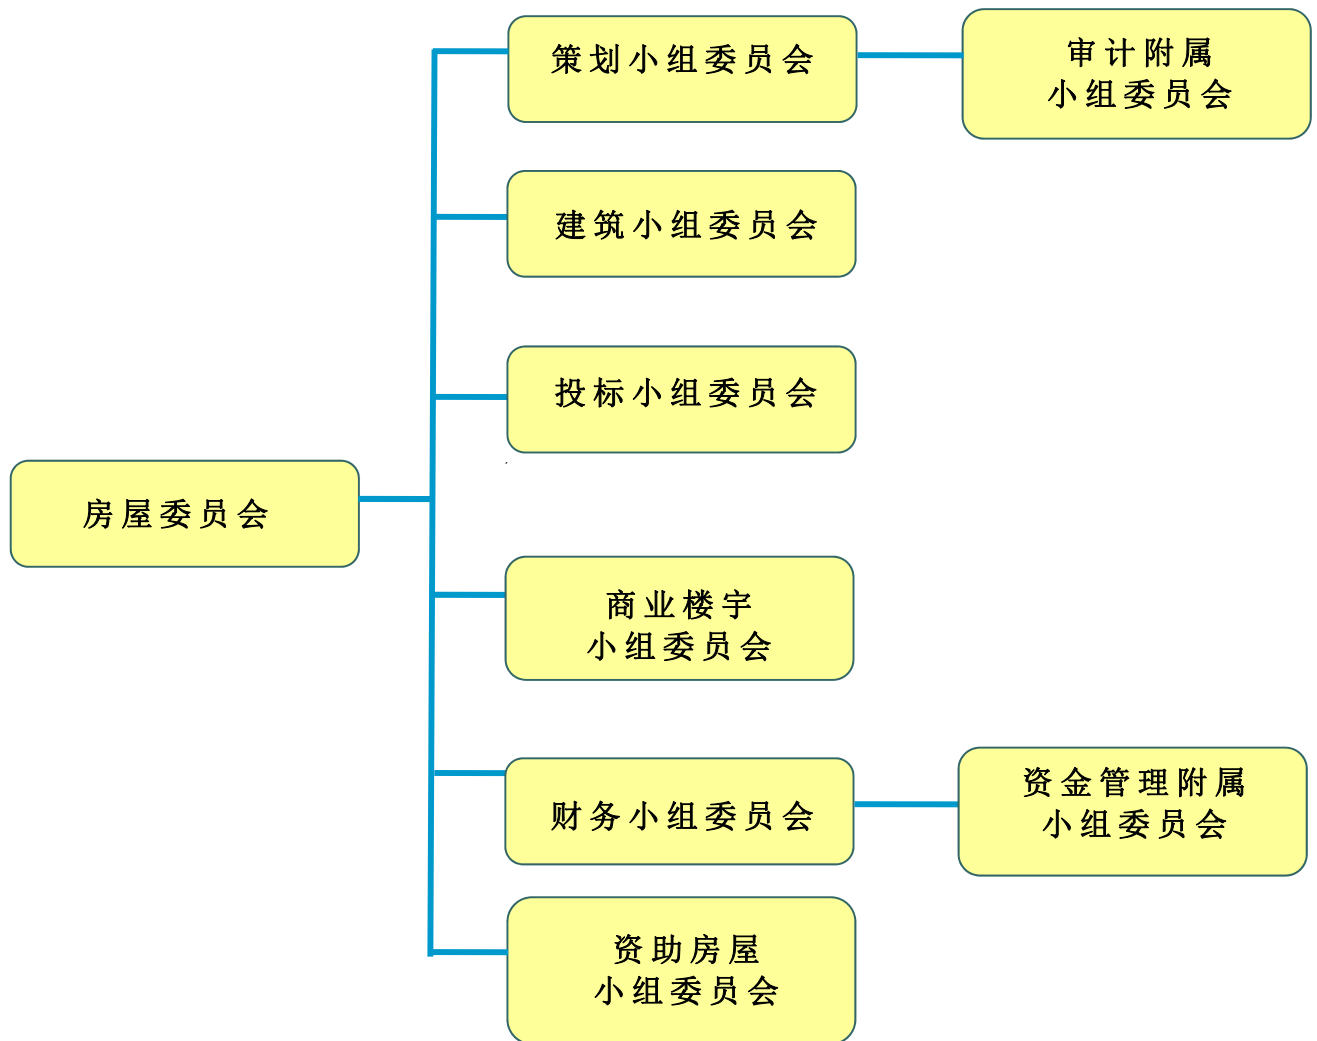 策划小组委员会
审计附属
小组委员会
建筑小组委员会
投标小组委员会
房屋委员会
商业楼宇
小组委员会
财务小组委员会
资金管理附属
小组委员会
资助房屋
小组委员会